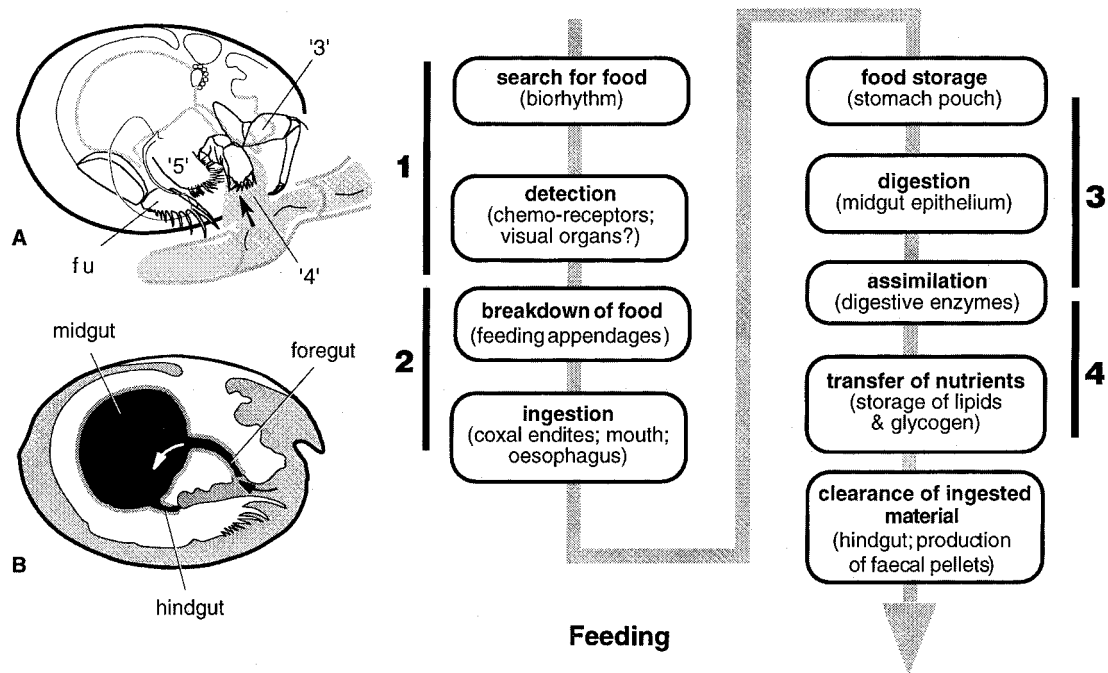 '3'
'5'
A
fu
'4'
midgut
foregut
B
hindgut
1
search for food
(biorhythm)
detection
(chemo-receptors;
visual organs?)
2
breakdown of food
(feeding appendages)
ingestion
(coxal endites; mouth;
oesophagus)
food storage
(stomach pouch)
3
digestion
(midgut epithelium)
assimilation
(digestive enzymes)
4
transfer of nutrients
(storage of lipids
& glycogen)
clearance of ingested
material
(hindgut; production
of faecal pellets)
Feeding